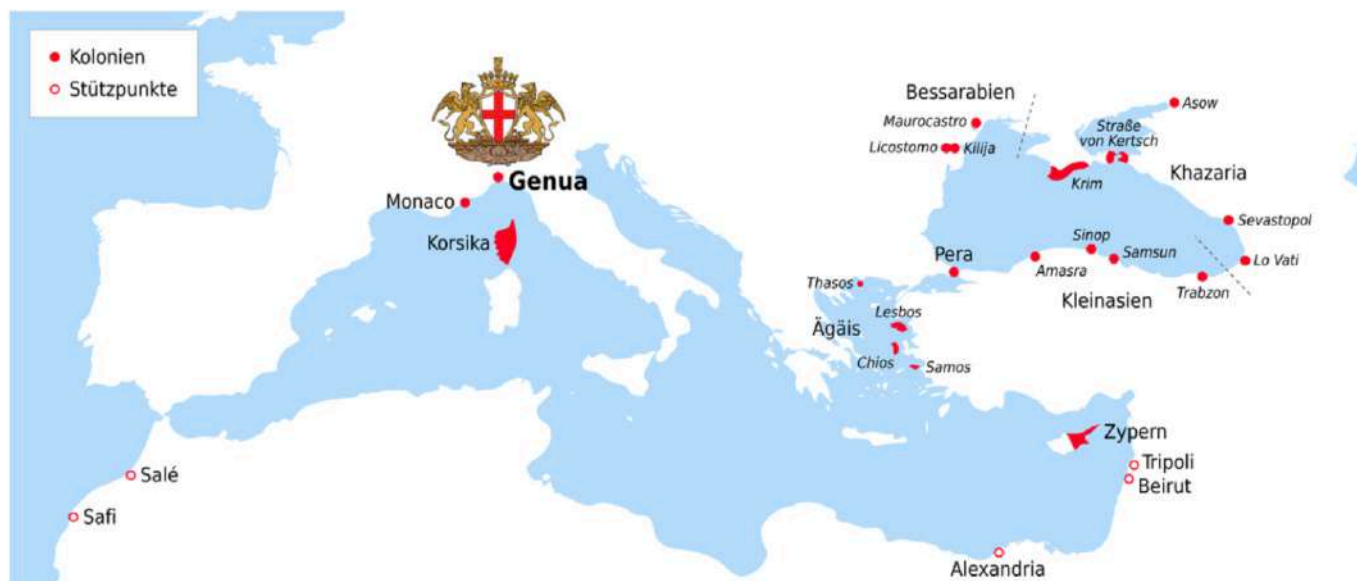 Kolonien
Stützpunkte
Bessarabien
Maurocastro
Asow
Straße
von Kertsch
Licostomo
Kilija
Khazaria
Krim
Genua
Monaco
Korsika
Sevastopol
Sinop
Pera
Samsun
Lo Vati
Amasra
Trabzon
Thasos
Kleinasien
Lesbos
Ägäis
Chios
Samos
Zypern
Tripoli
Salé
Beirut
Safi
Alexandria